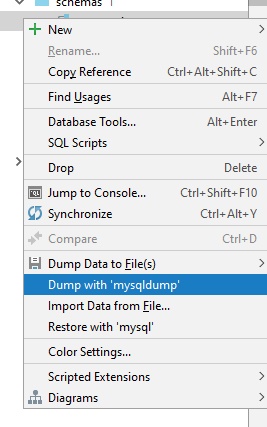 schemas 1
New
Rename... Shift+F6
Copy Reference Ctrl+Alt+Shift+C
Find Usages Alt+F7
Database Tools... Alt+Enter
SQL Scripts
Drop Delete
Jump to Console... Ctrl+Shift+F10
Synchronize Ctrl+Alt+Y
Compare Ctrl+D
Dump Data to File(s)
Dump with 'mysqldump'
Import Data from File...
Restore with 'mysql'
Color Settings...
Scripted Extensions
Diagrams